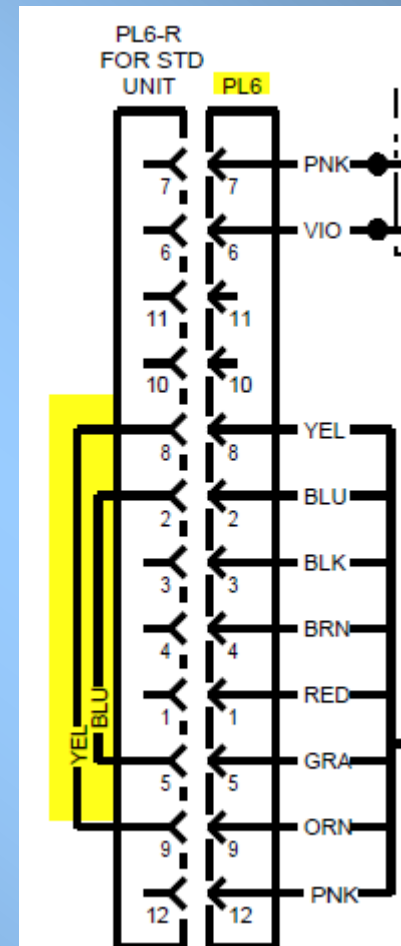 PL6-R
FOR STD
UNIT PL6
7 7 PNK
6 6 VIO
11 11
10 10
8 8 YEL
2 2 BLU
3 3 BLK
4 4 BRN
1 1 RED
5 5 GRA
9 9 ORN
12 12 PNK
YEL
BLU